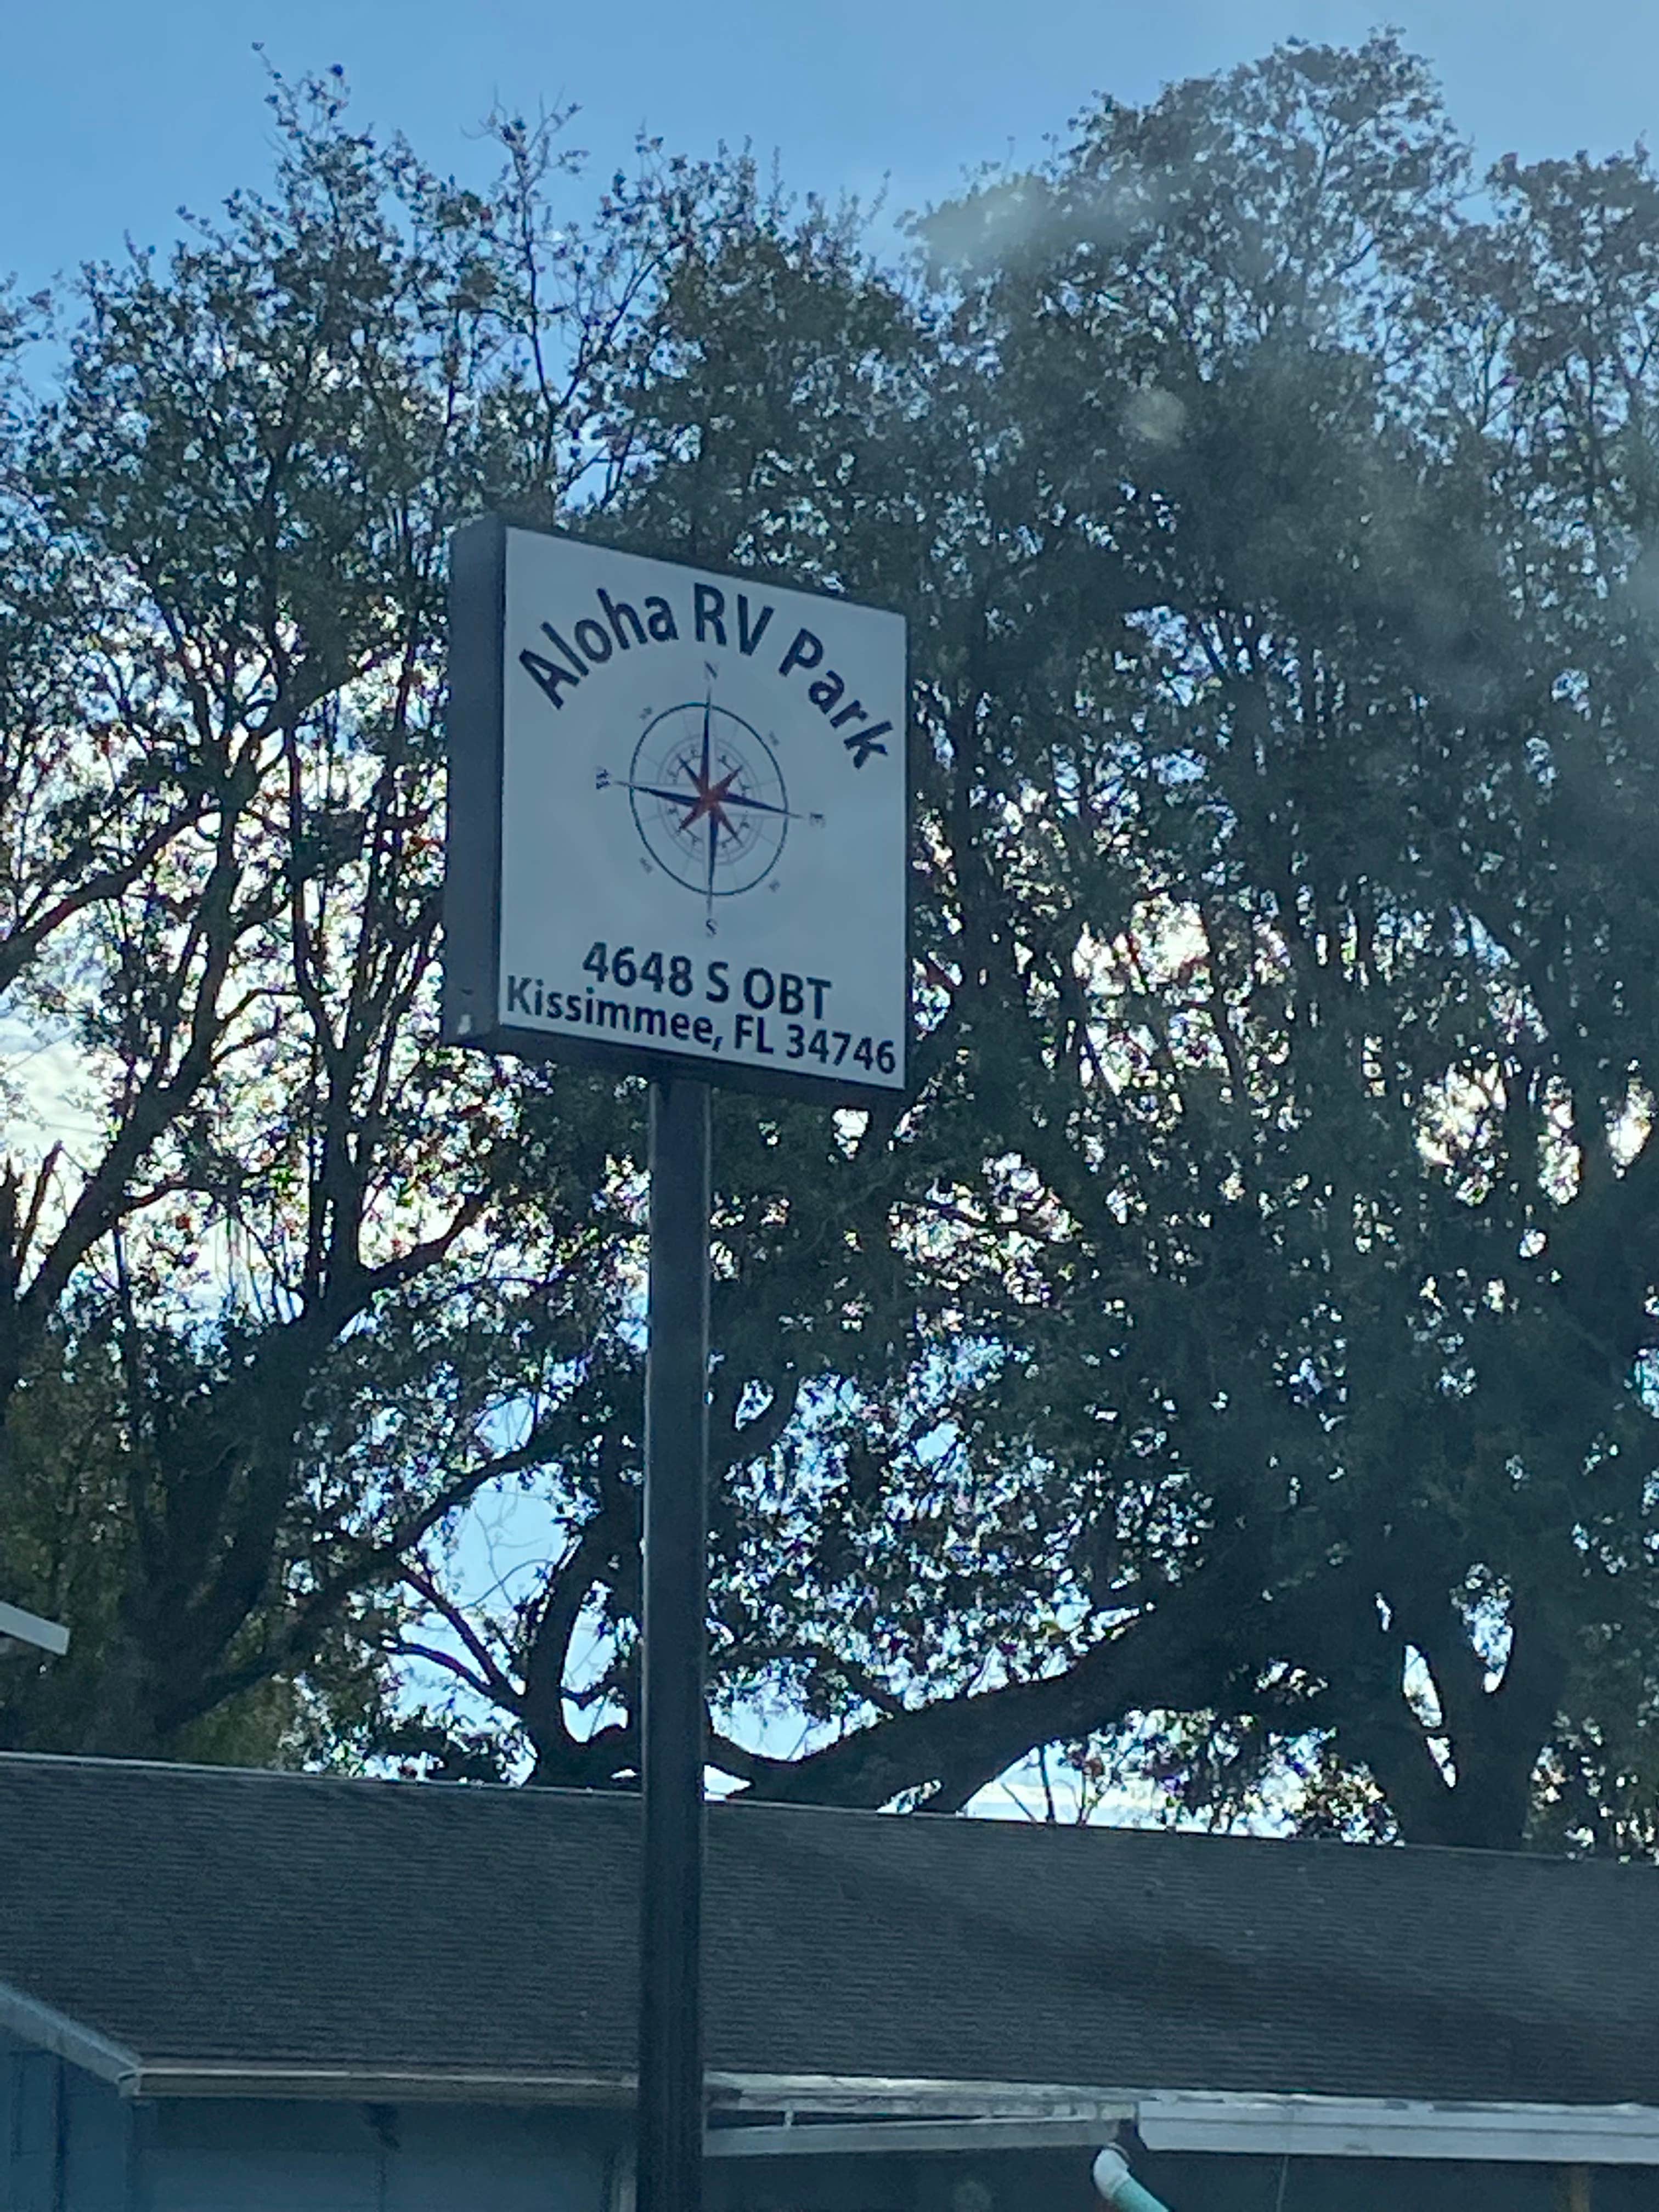 Aloha RV Park
N
W
E
S
4648 S OBT
Kissimmee, FL 34746